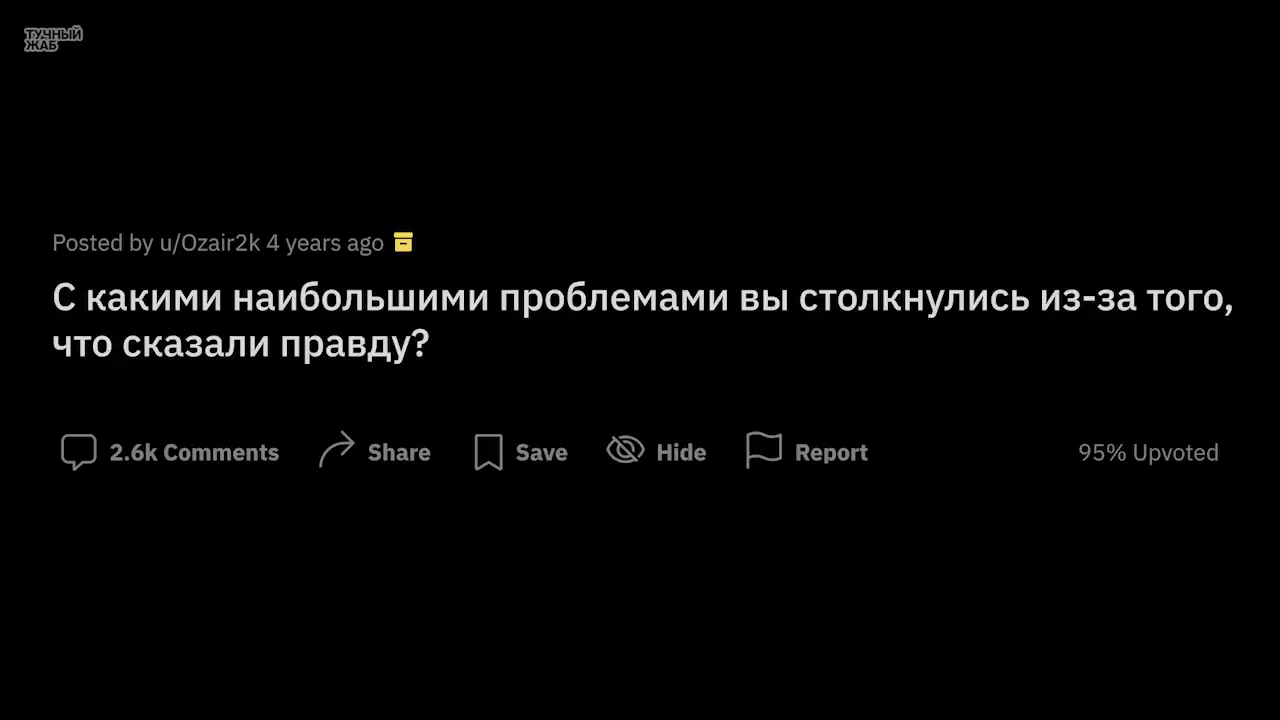 ТУЧНЫЙ
ЖАБ
Posted by u/Ozair2k 4 years ago
С какими наибольшими проблемами вы столкнулись из-за того,
что сказали правду?
2.6k Comments Share Save Hide Report 95% Upvoted